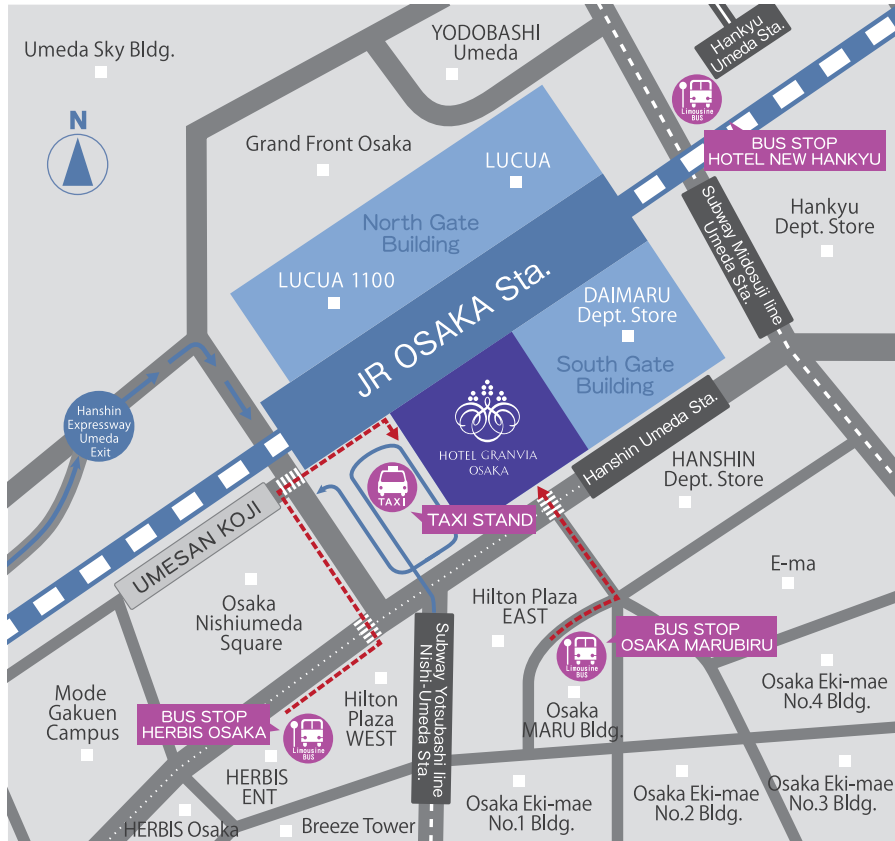 Umeda Sky Bldg.
YODOBASHI
Umeda
Hankyu
Umeda Sta.
N
Limousine
BUS
BUS STOP
HOTEL NEW HANKYU
Grand Front Osaka
LUCUA
North Gate
Building
LUCUA 1100
JR OSAKA Sta.
Subway Midosuji line
Umeda Sta.
Hankyu
Dept. Store
DAIMARU
Dept. Store
South Gate
Building
Hanshin
Expressway
Umeda
Exit
HOTEL GRANVIA
OSAKA
Hanshin Umeda Sta.
HANSHIN
Dept. Store
TAXI
TAXI STAND
UMESAN KOJI
E-ma
Osaka
Nishiumeda
Square
Hilton Plaza
EAST
BUS STOP
OSAKA MARUBIRU
Limousine
BUS
Subway Yotsubashi line
Nishi-Umeda Sta.
Mode
Gakuen
Campus
Hilton
Plaza
WEST
Osaka
MARU Bldg.
Osaka Eki-mae
No.4 Bldg.
BUS STOP
HERBIS OSAKA
Limousine
BUS
HERBIS
ENT
HERBIS Osaka
Breeze Tower
Osaka Eki-mae
No.1 Bldg.
Osaka Eki-mae
No.2 Bldg.
Osaka Eki-mae
No.3 Bldg.